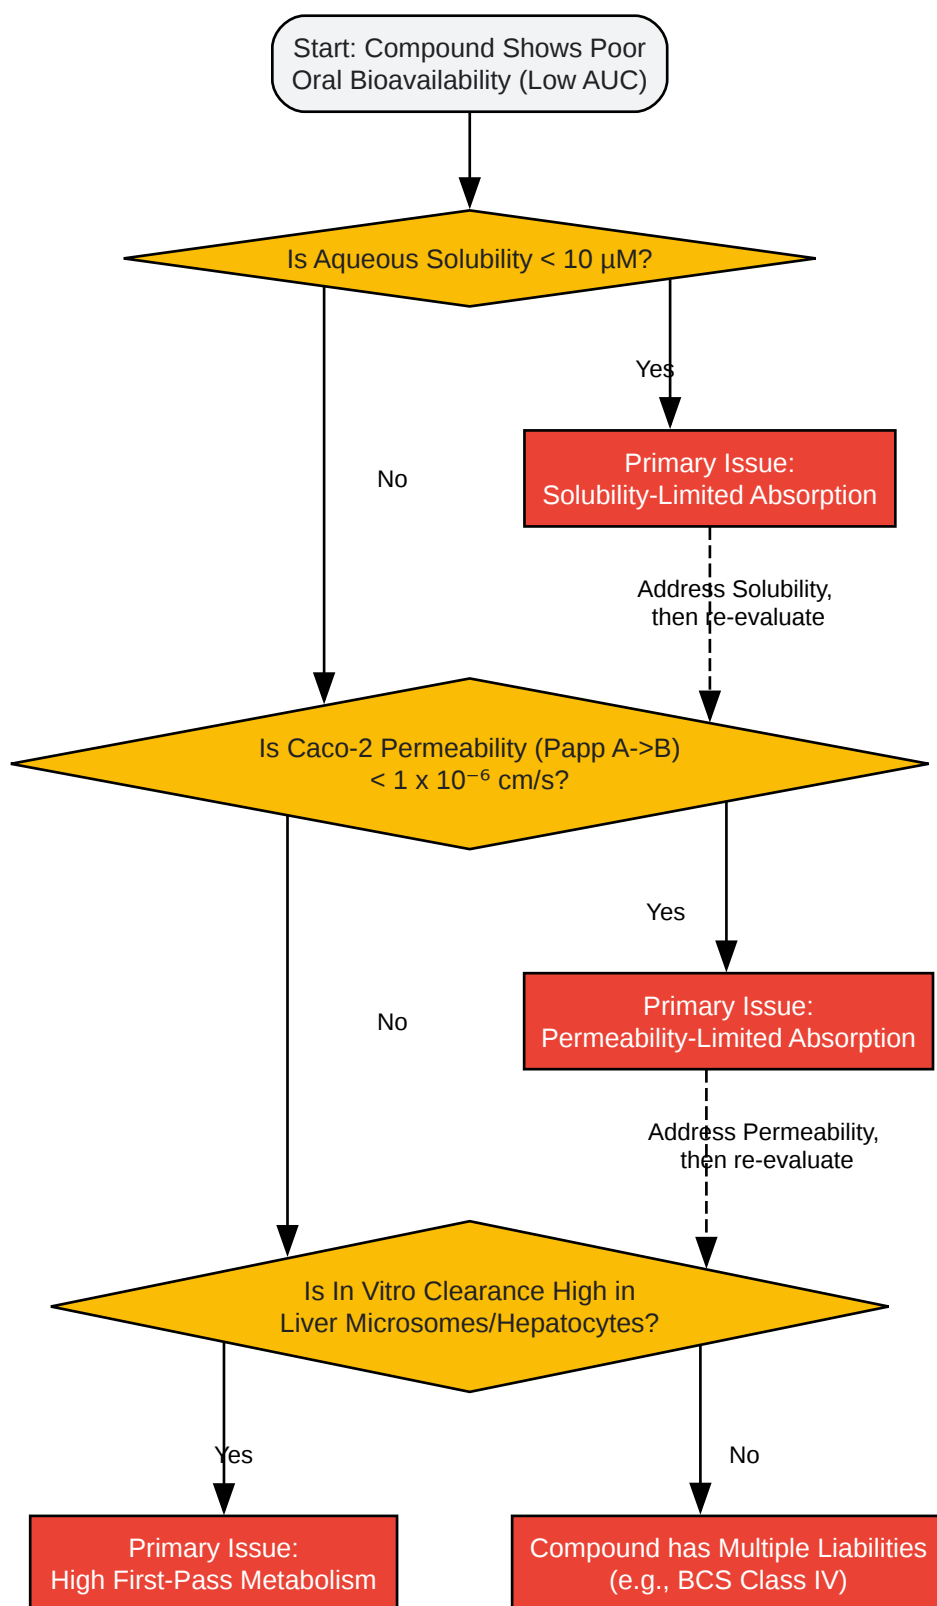 Start: Compound Shows Poor
Oral Bioavailability (Low AUC)
Is Aqueous Solubility < 10 µM?
Yes
Primary Issue:
Solubility-Limited Absorption
No
Address Solubility,
then re-evaluate
Is Caco-2 Permeability (Papp A->B)
< 1 x 10⁻⁶ cm/s?
Yes
Primary Issue:
Permeability-Limited Absorption
No
Address Permeability,
then re-evaluate
Is In Vitro Clearance High in
Liver Microsomes/Hepatocytes?
Yes
No
Primary Issue:
High First-Pass Metabolism
Compound has Multiple Liabilities
(e.g., BCS Class IV)